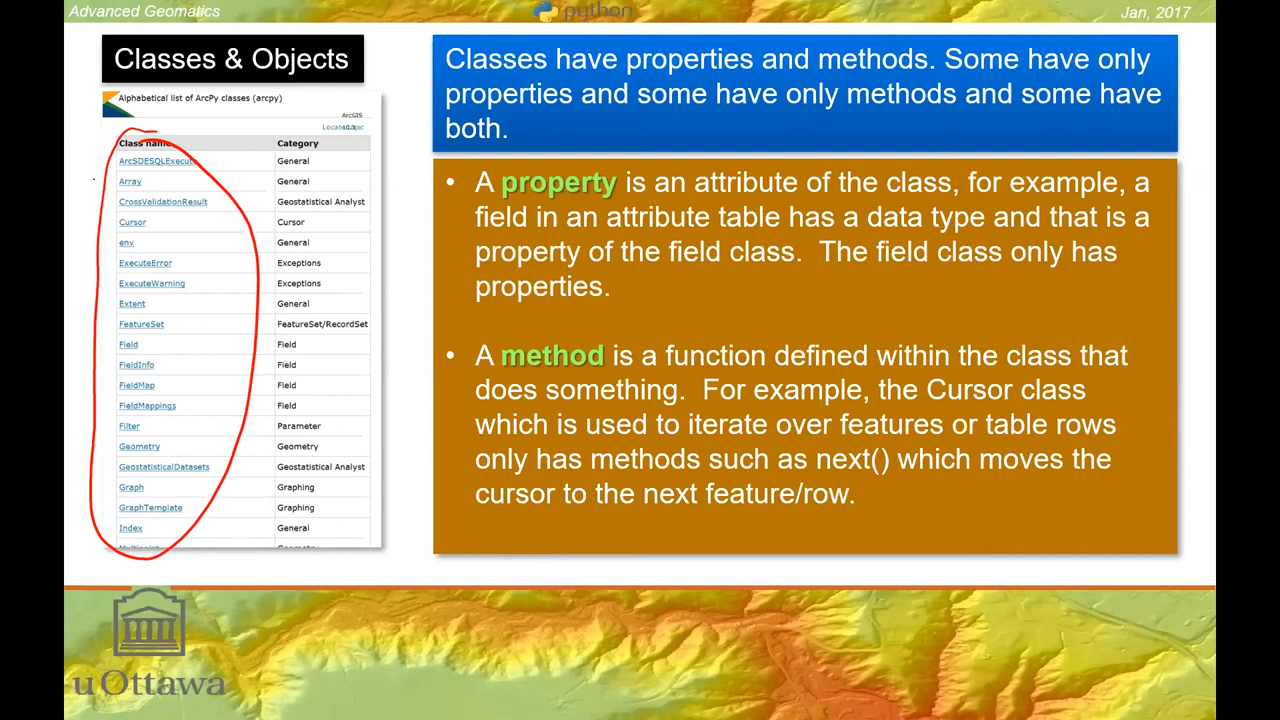 Advanced Geomatics
python
Jan, 2017
Classes & Objects
Alphabetical list of ArcPy classes (arcpy)
ArcGIS
Class name Category
ArcSDESQLExecute General
Array General
CrossValidationResult Geostatistical Analyst
Cursor Cursor
env General
ExecuteError Exceptions
ExecuteWarning Exceptions
Extent General
FeatureSet FeatureSet/RecordSet
Field Field
FieldInfo Field
FieldMap Field
FieldMappings Field
Filter Parameter
Geometry Geometry
GeostatisticalDatasets Geostatistical Analyst
Graph Graphing
GraphTemplate Graphing
Index General
Classes have properties and methods. Some have only
properties and some have only methods and some have
both.
• A property is an attribute of the class, for example, a
field in an attribute table has a data type and that is a
property of the field class. The field class only has
properties.
• A method is a function defined within the class that
does something. For example, the Cursor class
which is used to iterate over features or table rows
only has methods such as next() which moves the
cursor to the next feature/row.
uOttawa